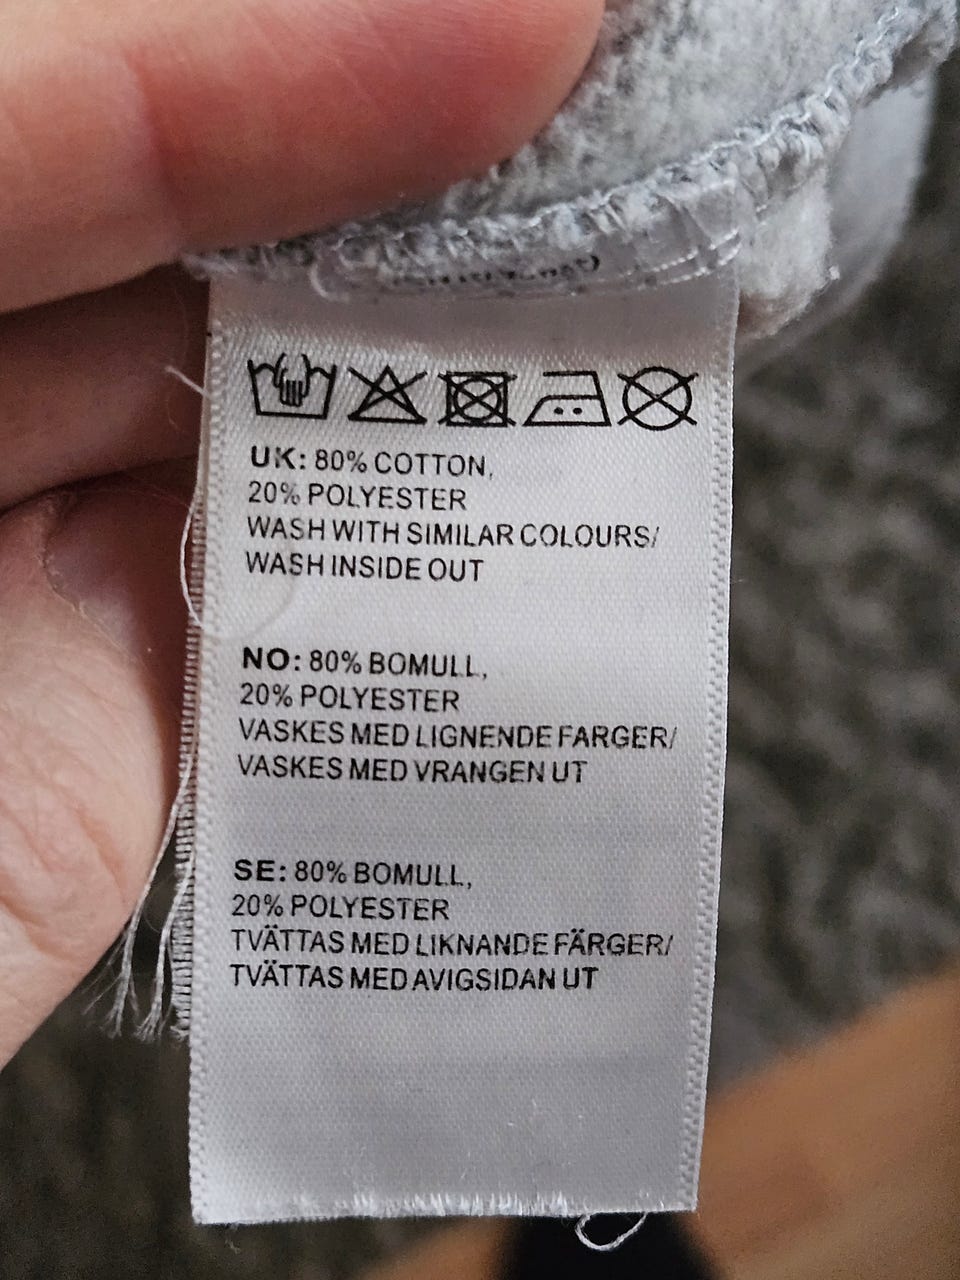 UK: 80% COTTON,
20% POLYESTER
WASH WITH SIMILAR COLOURS/
WASH INSIDE OUT
NO: 80% BOMULL,
20% POLYESTER
VASKES MED LIGNENDE FARGER/
VASKES MED VRANGEN UT
SE: 80% BOMULL,
20% POLYESTER
TVÄTTAS MED LIKNANDE FÄRGER/
TVÄTTAS MED AVIGSIDAN UT